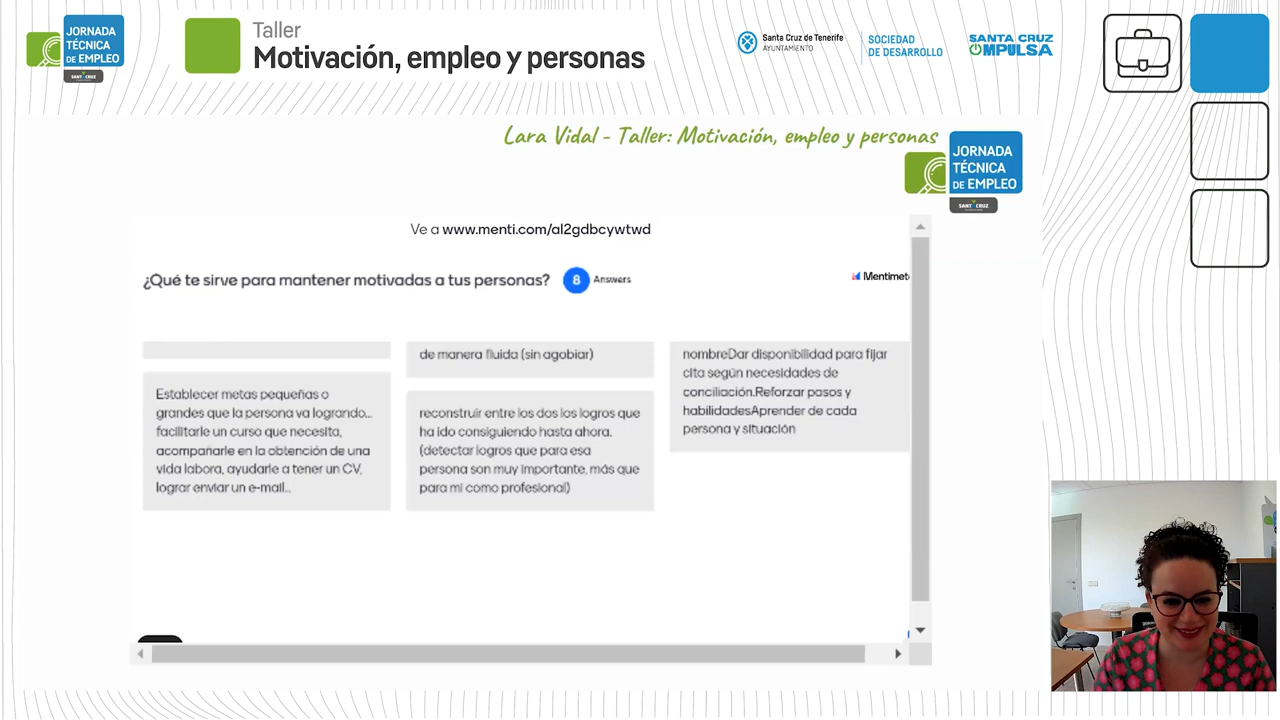 JORNADA
TÉCNICA
DE EMPLEO
SANTA CRUZ
Taller
Motivación, empleo y personas
Santa Cruz de Tenerife
AYUNTAMIENTO
SOCIEDAD
DE DESARROLLO
SANTA CRUZ
MPULSA
Lara Vidal - Taller: Motivación, empleo y personas
JORNADA
TÉCNICA
DE EMPLEO
SANTA CRUZ
Ve a www.menti.com/al2gdbcywtwd
¿Qué te sirve para mantener motivadas a tus personas?
8 Answers
Mentimete
Establecer metas pequeñas o
grandes que la persona va logrando...
facilitarle un curso que necesita,
acompañarle en la obtención de una
vida labora, ayudarle a tener un CV,
lograr enviar un e-mail...
de manera fluida (sin agobiar)
reconstruir entre los dos los logros que
ha ido consiguiendo hasta ahora.
(detectar logros que para esa
persona son muy importante, más que
para mi como profesional)
nombreDar disponibilidad para fijar
cita según necesidades de
conciliación.Reforzar pasos y
habilidadesAprender de cada
persona y situación